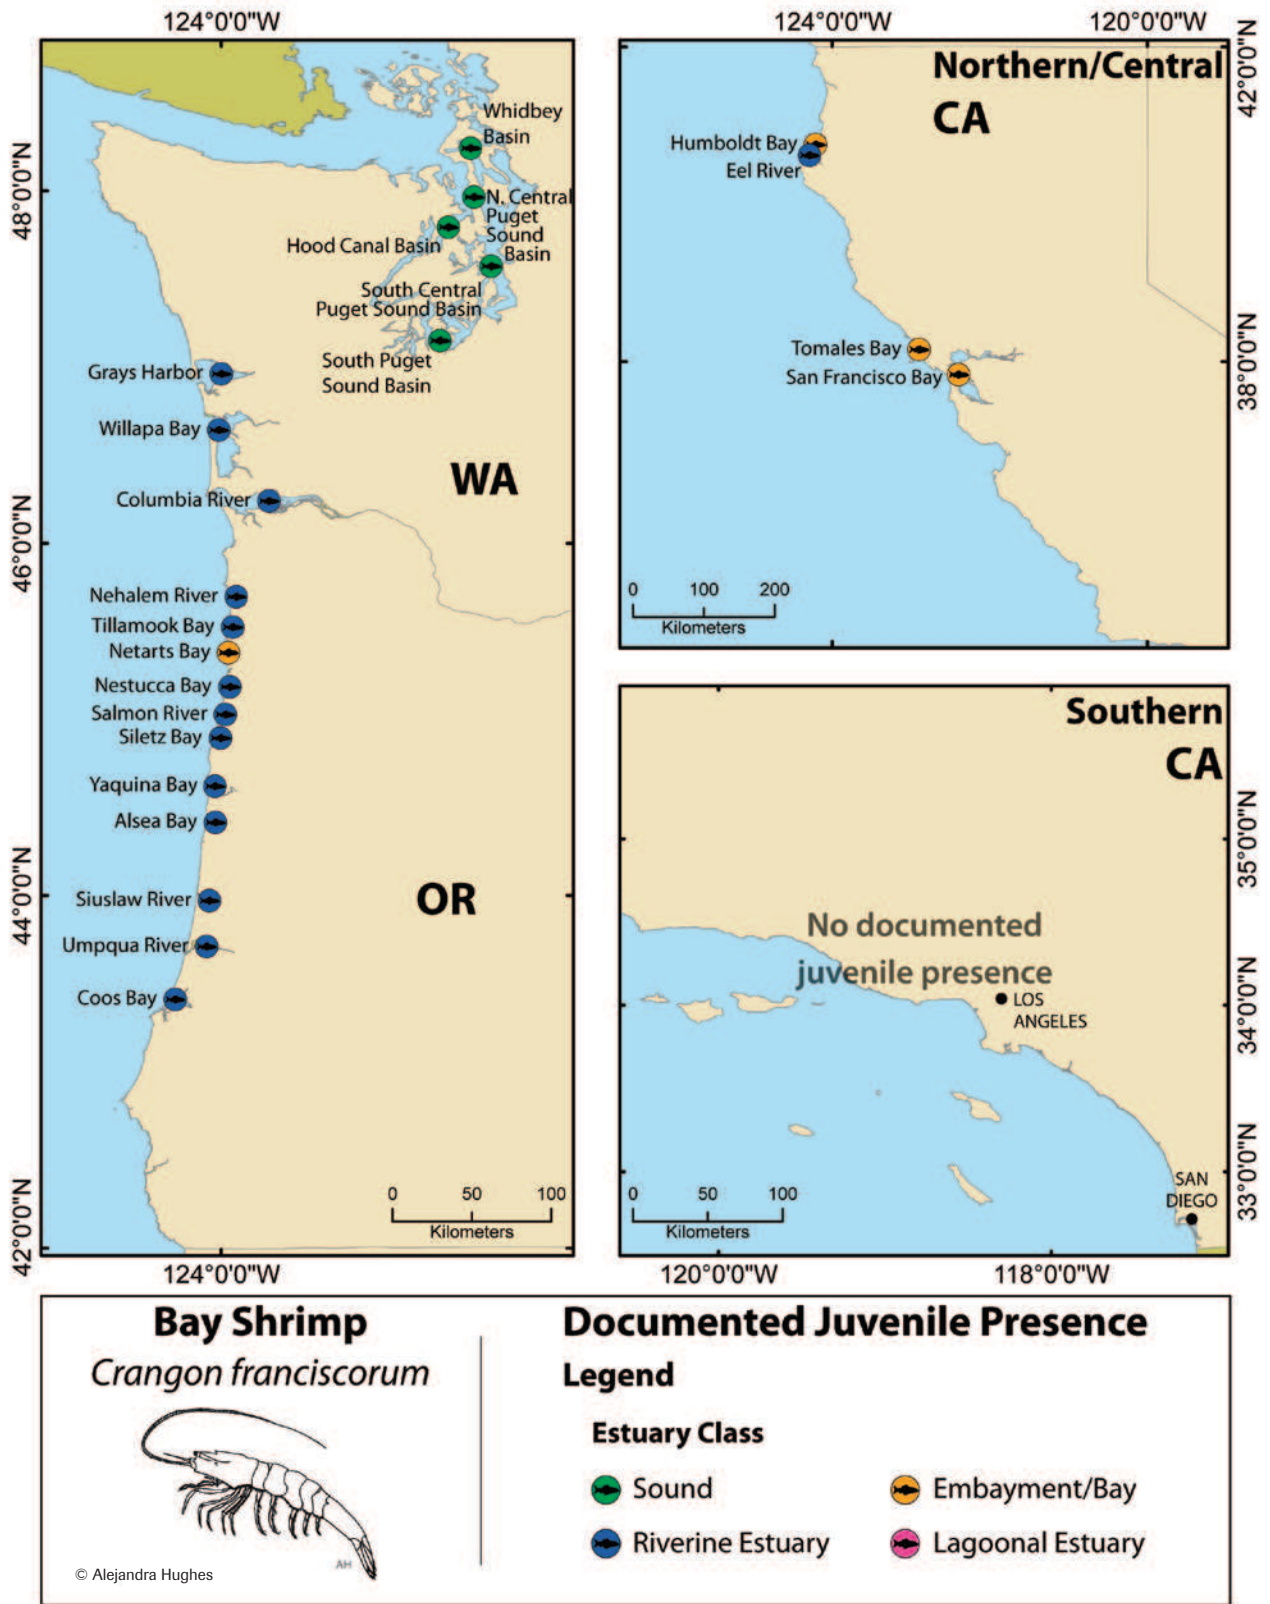 124°0'0"W
124°0'0"W
120°0'0"W
Whidbey
Basin
N. Central
Puget
Sound
Basin
Hood Canal Basin
South Central
Puget Sound Basin
South Puget
Sound Basin
Grays Harbor
Willapa Bay
Columbia River
WA
Nehalem River
Tillamook Bay
Netarts Bay
Nestucca Bay
Salmon River
Siletz Bay
Yaquina Bay
Alsea Bay
Siuslaw River
Umpqua River
Coos Bay
OR
0 50 100
Kilometers
48°0'0"N
46°0'0"N
44°0'0"N
42°0'0"N
124°0'0"W
Northern/Central
CA
Humboldt Bay
Eel River
Tomales Bay
San Francisco Bay
0 100 200
Kilometers
42°0'0"N
38°0'0"N
Southern
CA
No documented
juvenile presence
LOS
ANGELES
SAN
DIEGO
0 50 100
Kilometers
35°0'0"N
34°0'0"N
33°0'0"N
120°0'0"W
118°0'0"W
Bay Shrimp
Crangon franciscorum
AH
© Alejandra Hughes
Documented Juvenile Presence
Legend
Estuary Class
Sound
Embayment/Bay
Riverine Estuary
Lagoonal Estuary